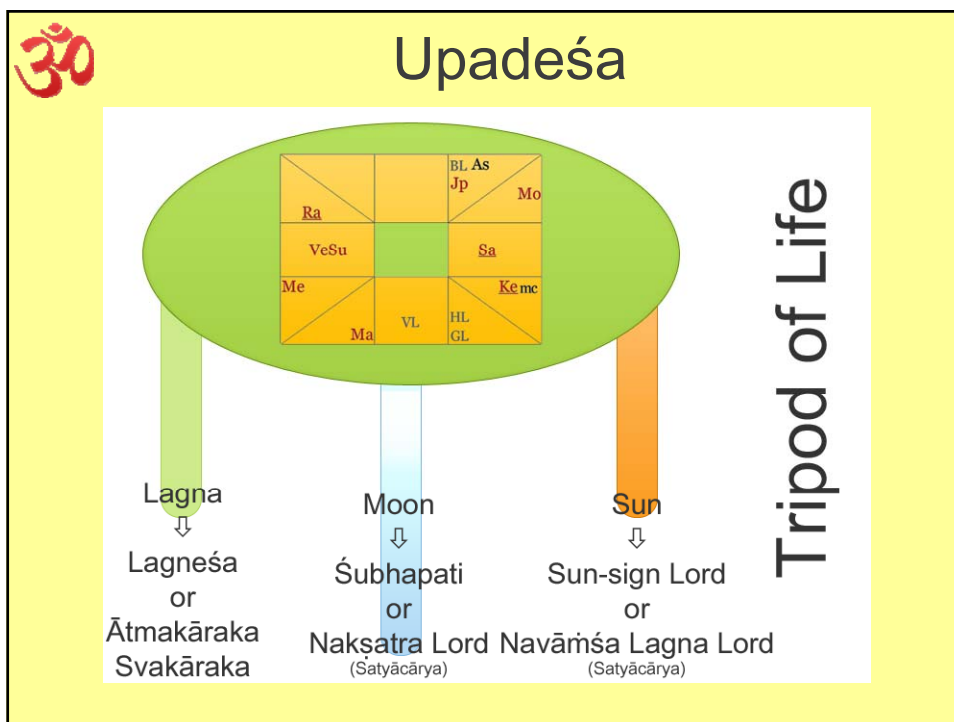 ॐ
Upadeśa
BL As
Jp
Mo
Ra
VeSu
Sa
Me
Ke mc
Ma
VL
HL
GL
Tripod of Life
Lagna
⇩
Lagneśa
or
Ātmakāraka
Svakāraka
Moon
⇩
Śubhapati
or
Nakṣatra Lord
(Satyācārya)
Sun
⇩
Sun-sign Lord
or
Navāṁśa Lagna Lord
(Satyācārya)